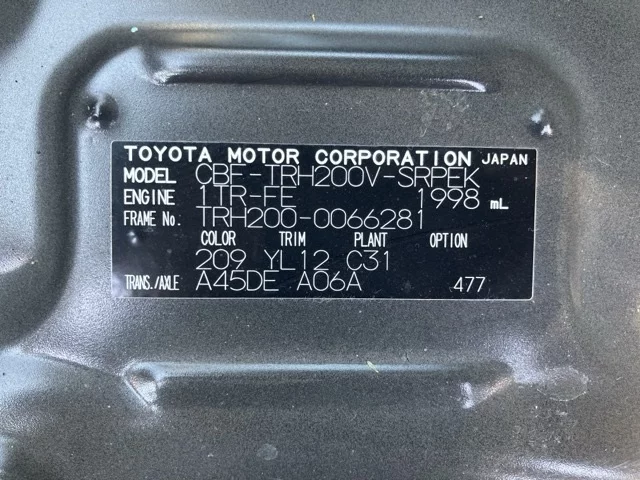 TOYOTA MOTOR CORPORATION JAPAN
MODEL CBF-TRH200V-SRPEK
ENGINE 1TR-FE 1998 mL
FRAME No. TRH200-0066281
COLOR TRIM PLANT OPTION
209 YL12 C31
TRANS./AXLE A45DE A06A 477